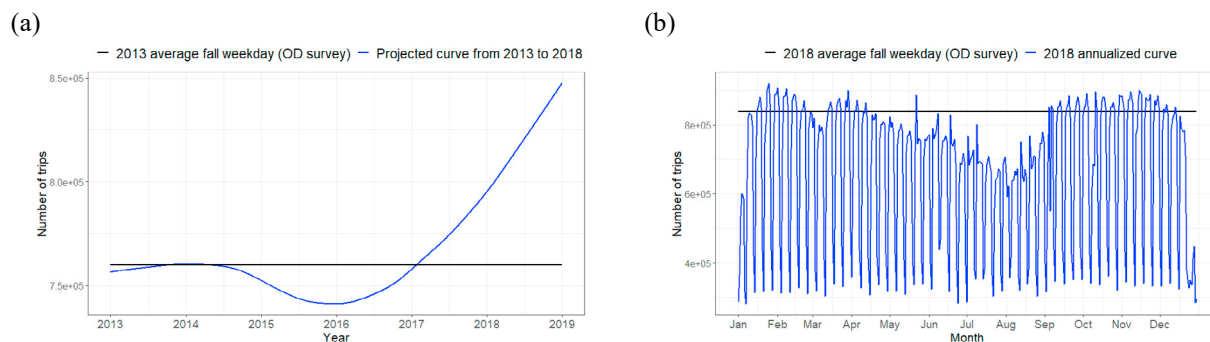 (a)
2013 average fall weekday (OD survey) Projected curve from 2013 to 2018
Number of trips
8.5e+05
8.0e+05
7.5e+05
2013 2014 2015 2016 2017 2018 2019
Year
(b)
2018 average fall weekday (OD survey) 2018 annualized curve
Number of trips
8e+05
6e+05
4e+05
Jan Feb Mar Apr May Jun Jul Aug Sep Oct Nov Dec
Month